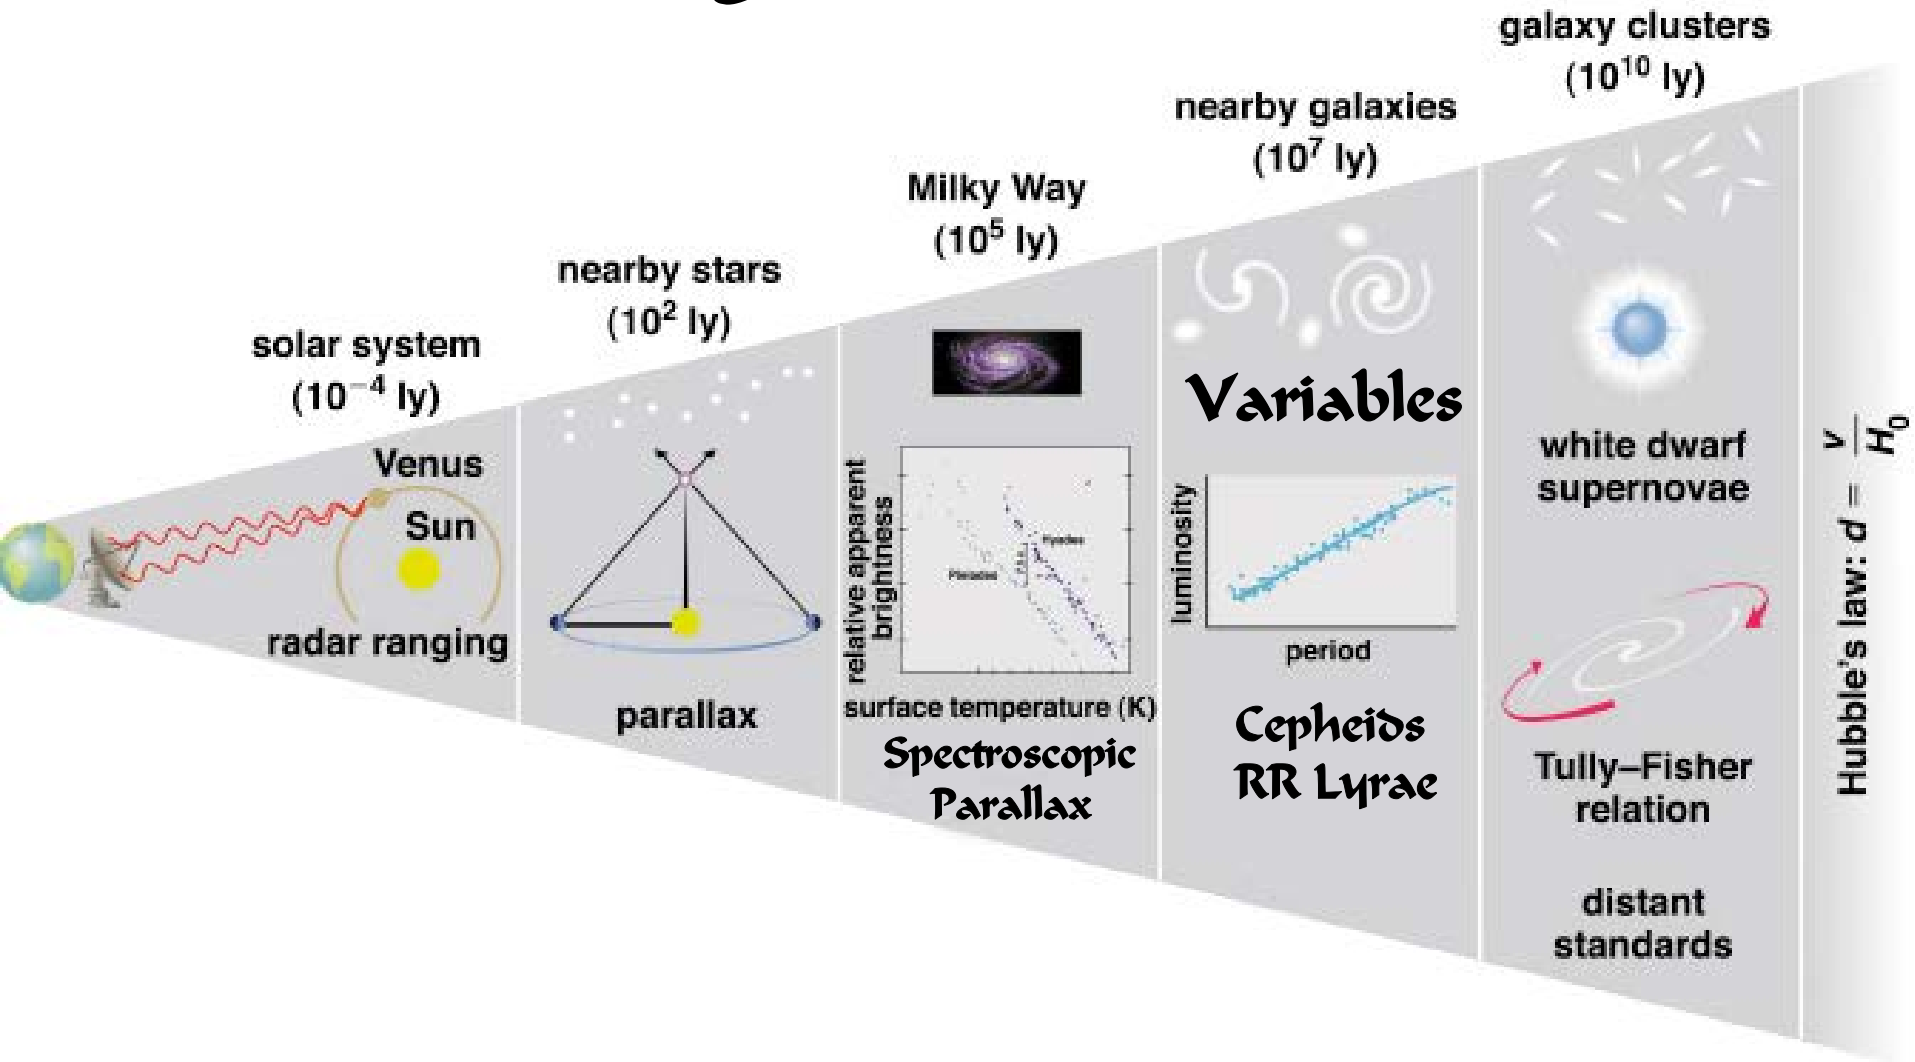 solar system
(10⁻⁴ ly)
Venus
Sun
radar ranging
nearby stars
(10² ly)
parallax
Milky Way
(10⁵ ly)
relative apparent
brightness
Hyades
Pleiades
surface temperature (K)
Spectroscopic
Parallax
nearby galaxies
(10⁷ ly)
Variables
luminosity
period
Cepheids
RR Lyrae
galaxy clusters
(10¹⁰ ly)
white dwarf
supernovae
Tully–Fisher
relation
distant
standards
Hubble's law: d = v/H₀